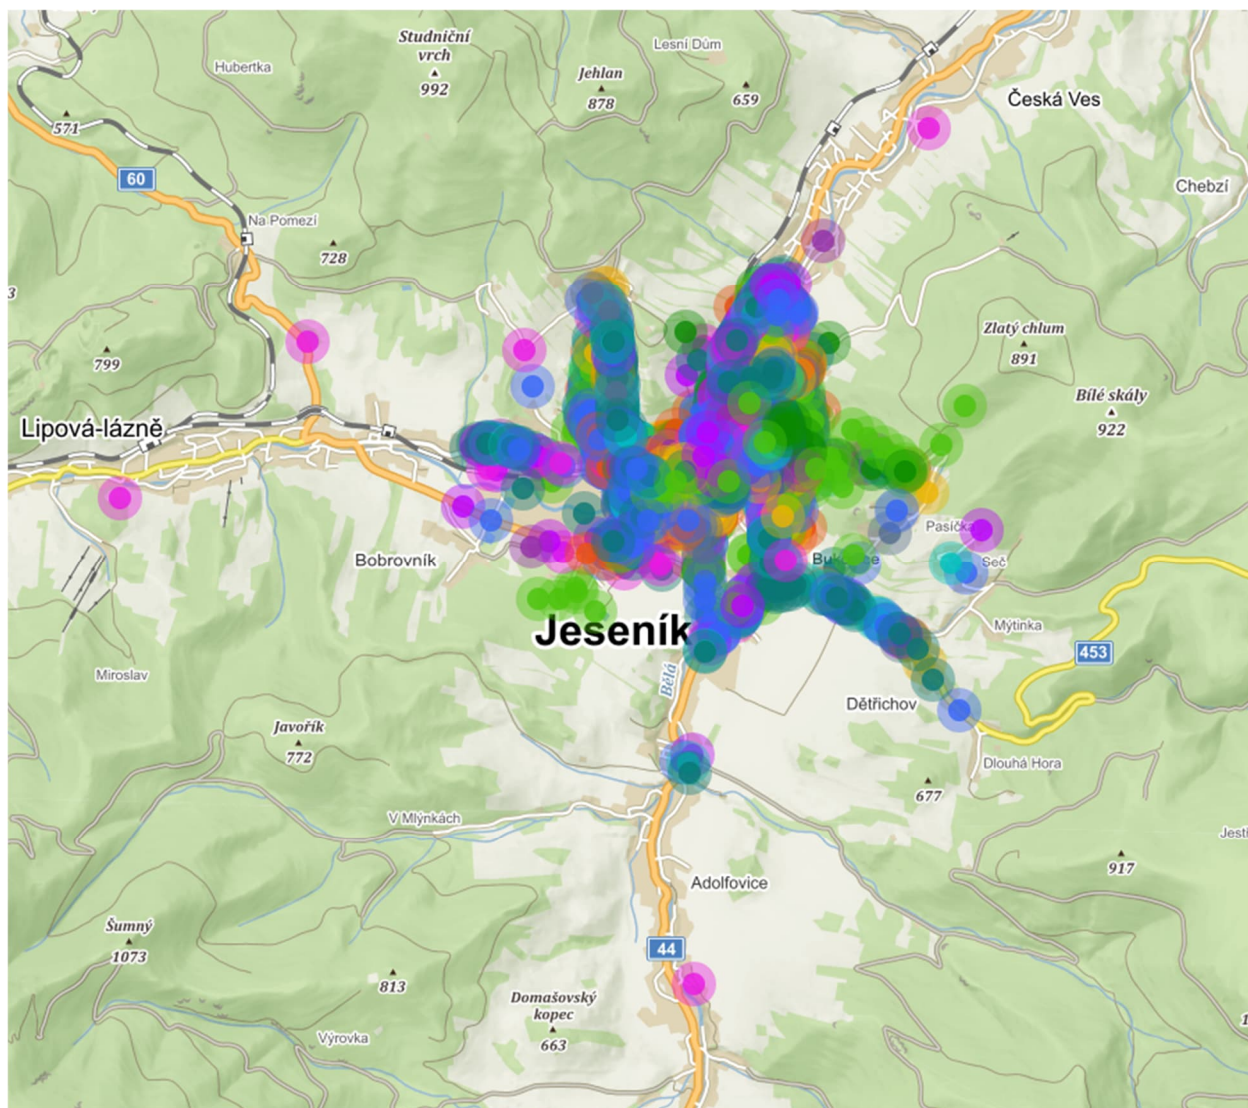 Studniční
vrch
992
Lesní Dům
Hubertka
Jehlan
878
659
Česká Ves
571
60
Chebzí
Na Pomezí
728
3
Zlatý chlum
891
799
Bílé skály
922
Lipová-lázně
Pasíčka
Bobrovník
Seč
Jeseník
Mýtinka
453
Miroslav
Bělá
Dětřichov
Javořík
772
Dlouhá Hora
677
V Mlýnkách
917
Adolfovice
Šumný
1073
44
813
Domašovský
kopec
663
Výrovka
1